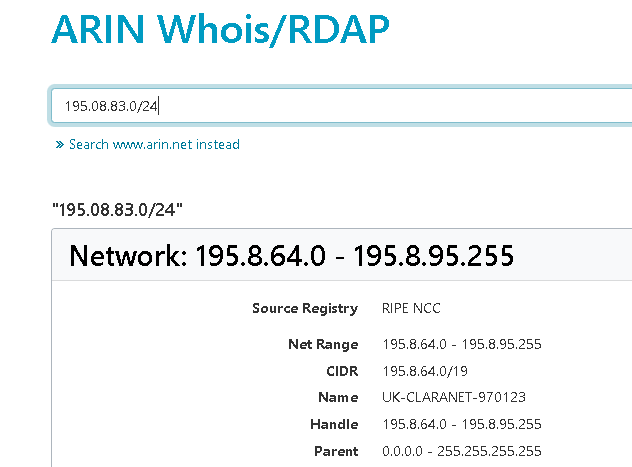 ARIN Whois/RDAP
195.08.83.0/24
» Search www.arin.net instead
"195.08.83.0/24"
Network: 195.8.64.0 - 195.8.95.255
Source Registry RIPE NCC
Net Range 195.8.64.0 - 195.8.95.255
CIDR 195.8.64.0/19
Name UK-CLARANET-970123
Handle 195.8.64.0 - 195.8.95.255
Parent 0.0.0.0 - 255.255.255.255